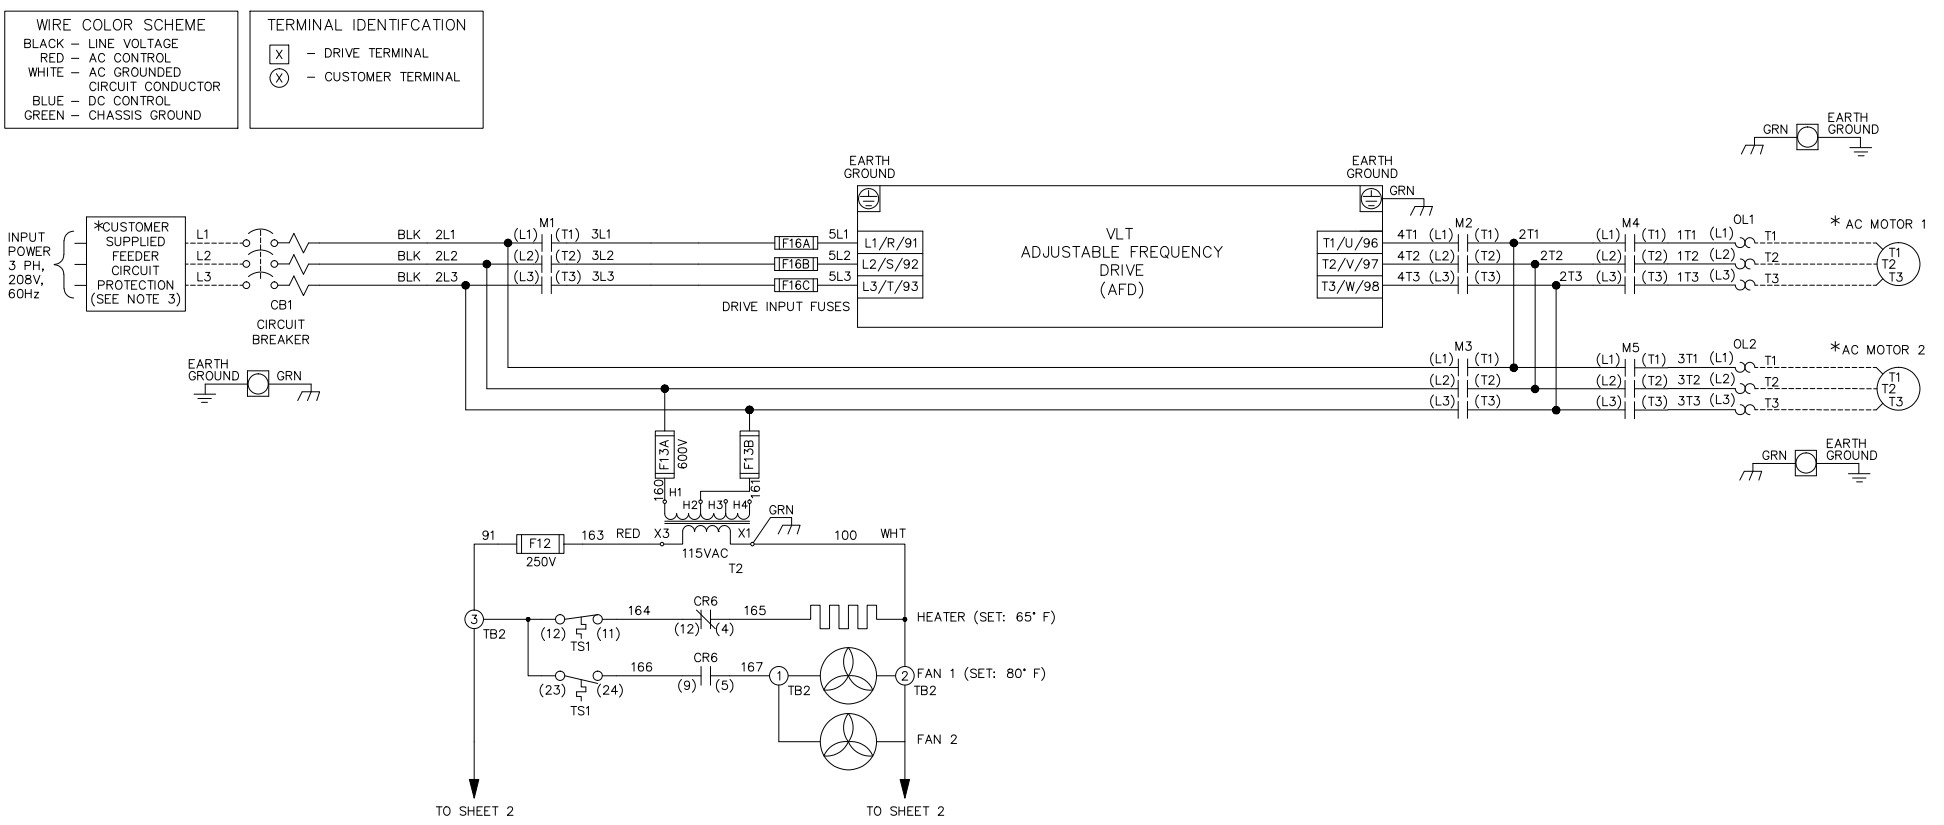 WIRE COLOR SCHEME
BLACK – LINE VOLTAGE
RED – AC CONTROL
WHITE – AC GROUNDED
CIRCUIT CONDUCTOR
BLUE – DC CONTROL
GREEN – CHASSIS GROUND
TERMINAL IDENTIFCATION
X – DRIVE TERMINAL
X – CUSTOMER TERMINAL
GRN
EARTH
GROUND
INPUT
POWER
3 PH,
208V,
60Hz
*CUSTOMER
SUPPLIED
FEEDER
CIRCUIT
PROTECTION
(SEE NOTE 3)
L1
L2
L3
CB1
CIRCUIT
BREAKER
BLK 2L1
BLK 2L2
BLK 2L3
M1
(L1) (T1) 3L1
(L2) (T2) 3L2
(L3) (T3) 3L3
F16A 5L1
F16B 5L2
F16C 5L3
DRIVE INPUT FUSES
EARTH
GROUND
L1/R/91
L2/S/92
L3/T/93
VLT
ADJUSTABLE FREQUENCY
DRIVE
(AFD)
EARTH
GROUND
GRN
T1/U/96
T2/V/97
T3/W/98
M2
4T1 (L1) (T1) 2T1
4T2 (L2) (T2) 2T2
4T3 (L3) (T3) 2T3
M4
(L1) (T1) 1T1 (L1)
(L2) (T2) 1T2 (L2)
(L3) (T3) 1T3 (L3)
OL1
T1
T2
T3
* AC MOTOR 1
T1
T2
T3
EARTH
GROUND
GRN
M3
(L1) (T1)
(L2) (T2)
(L3) (T3)
M5
(L1) (T1) 3T1 (L1)
(L2) (T2) 3T2 (L2)
(L3) (T3) 3T3 (L3)
OL2
T1
T2
T3
*AC MOTOR 2
T1
T2
T3
GRN
EARTH
GROUND
F13A
600V
F13B
160
161
H1
H2
H3
H4
GRN
91
F12
250V
163
RED
X3
X1
115VAC
T2
100
WHT
3
TB2
(12) (11)
TS1
164
CR6
(12) (4)
165
HEATER (SET: 65° F)
(23) (24)
TS1
166
CR6
(9) (5)
167
1
TB2
2
TB2
FAN 1 (SET: 80° F)
FAN 2
TO SHEET 2
TO SHEET 2